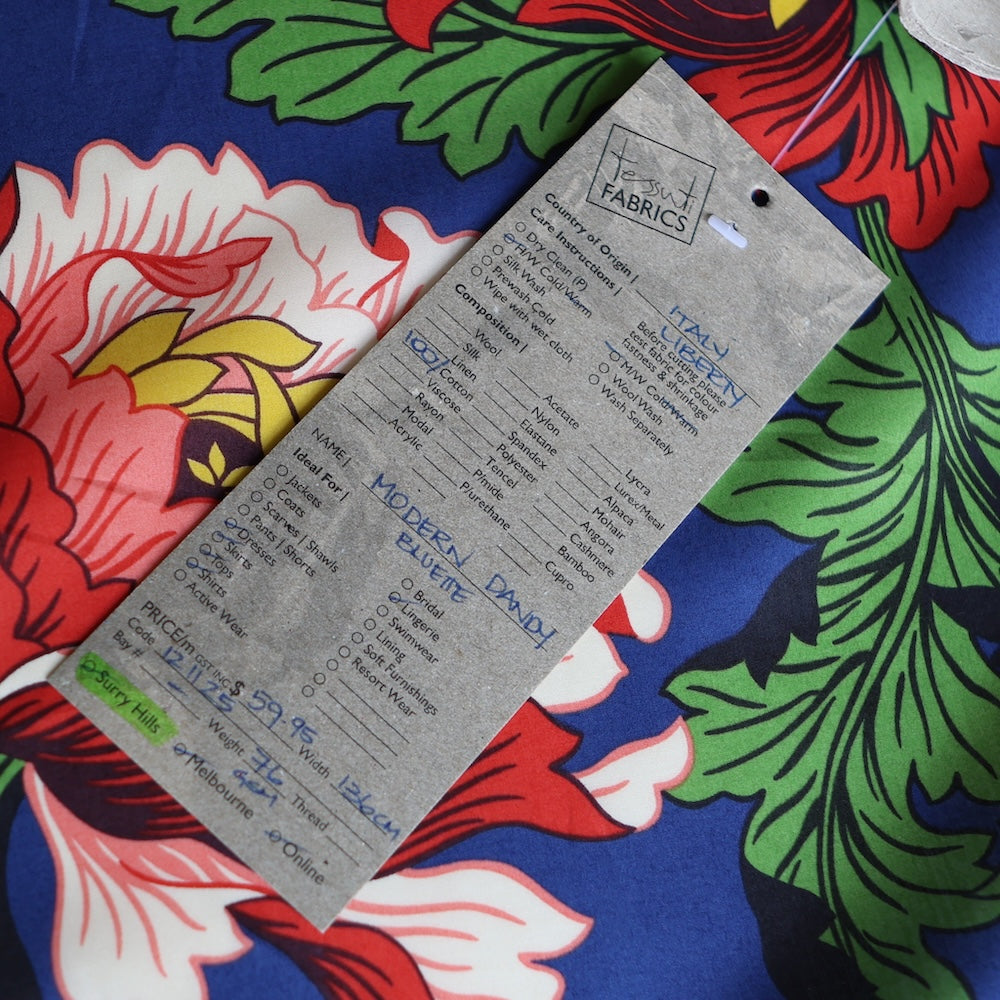 tessuti
FABRICS
Country of Origin | ITALY
LIBERTY
Care Instructions |
Dry Clean (P)
H/W Cold/Warm
Silk Wash
Prewash Cold
Wipe with wet cloth
Before cutting please
test fabric for colour
fastness & shrinkage
M/W Cold/Warm
Wool Wash
Wash Separately
Composition |
Wool
Silk
Linen
100% Cotton
Viscose
Rayon
Modal
Acrylic
Acetate
Nylon
Elastane
Spandex
Polyester
Tencel
P/mide
P/urethane
Lycra
Lurex/Metal
Alpaca
Mohair
Angora
Cashmere
Bamboo
Cupro
NAME | MODERN DANDY
BLUETTE
Ideal For |
Jackets
Coats
Scarves | Shawls
Pants | Shorts
Dresses
Skirts
Tops
Shirts
Active Wear
Bridal
Lingerie
Swimwear
Lining
Soft Furnishings
Resort Wear
PRICE/m GST INC $ 59.95
Code 121125 Width 136CM
Bay # - Weight 76 GSM Thread
Surry Hills
Melbourne
Online